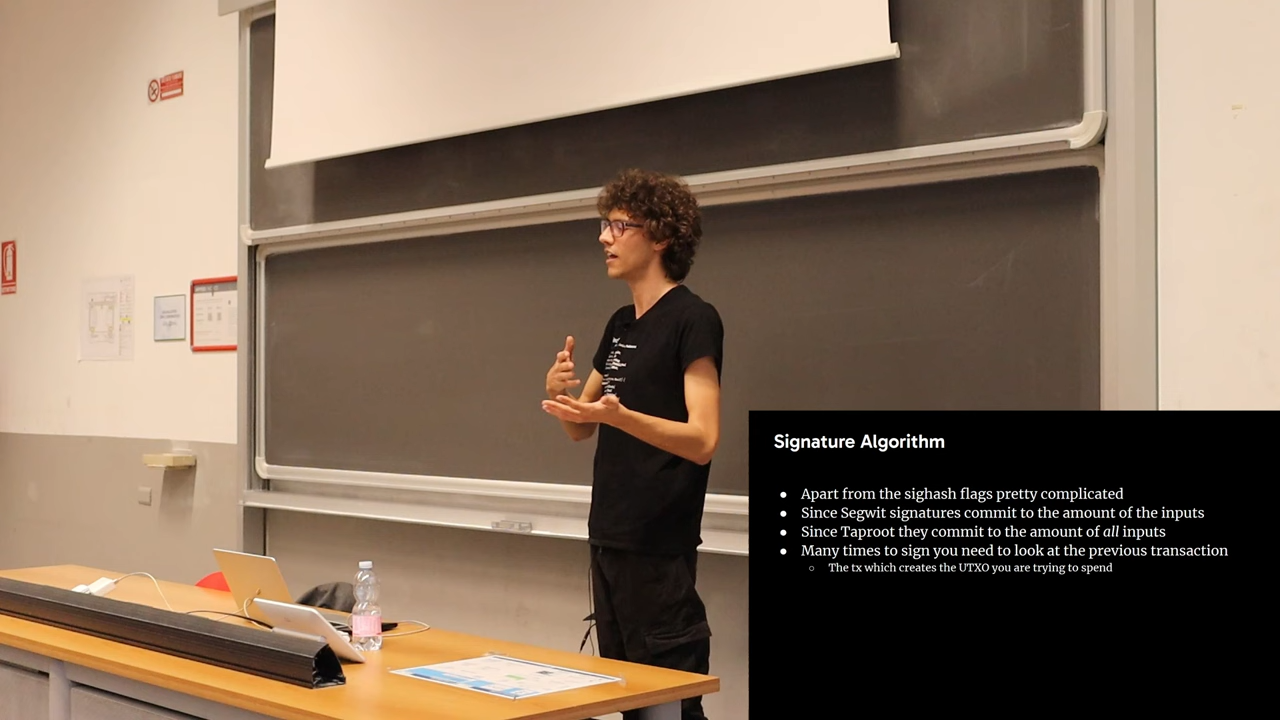 Signature Algorithm
● Apart from the sighash flags pretty complicated
● Since Segwit signatures commit to the amount of the inputs
● Since Taproot they commit to the amount of all inputs
● Many times to sign you need to look at the previous transaction
○ The tx which creates the UTXO you are trying to spend